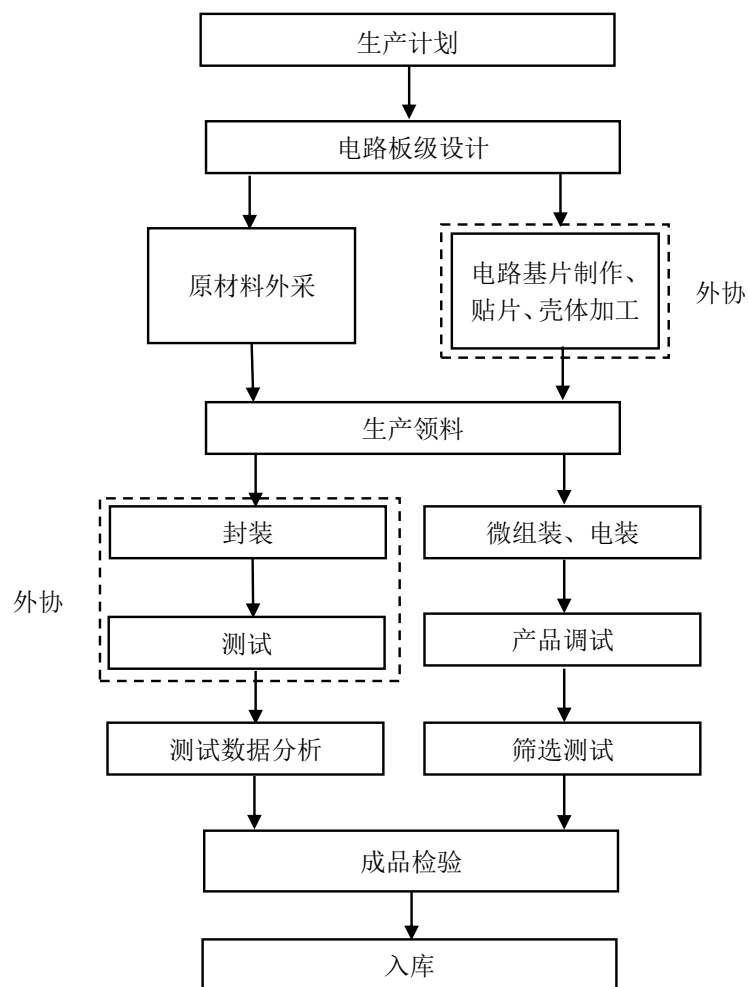 生产计划
电路板级设计
原材料外采
电路基片制作、
贴片、壳体加工
外协
生产领料
封装
微组装、电装
外协
测试
产品调试
测试数据分析
筛选测试
成品检验
入库